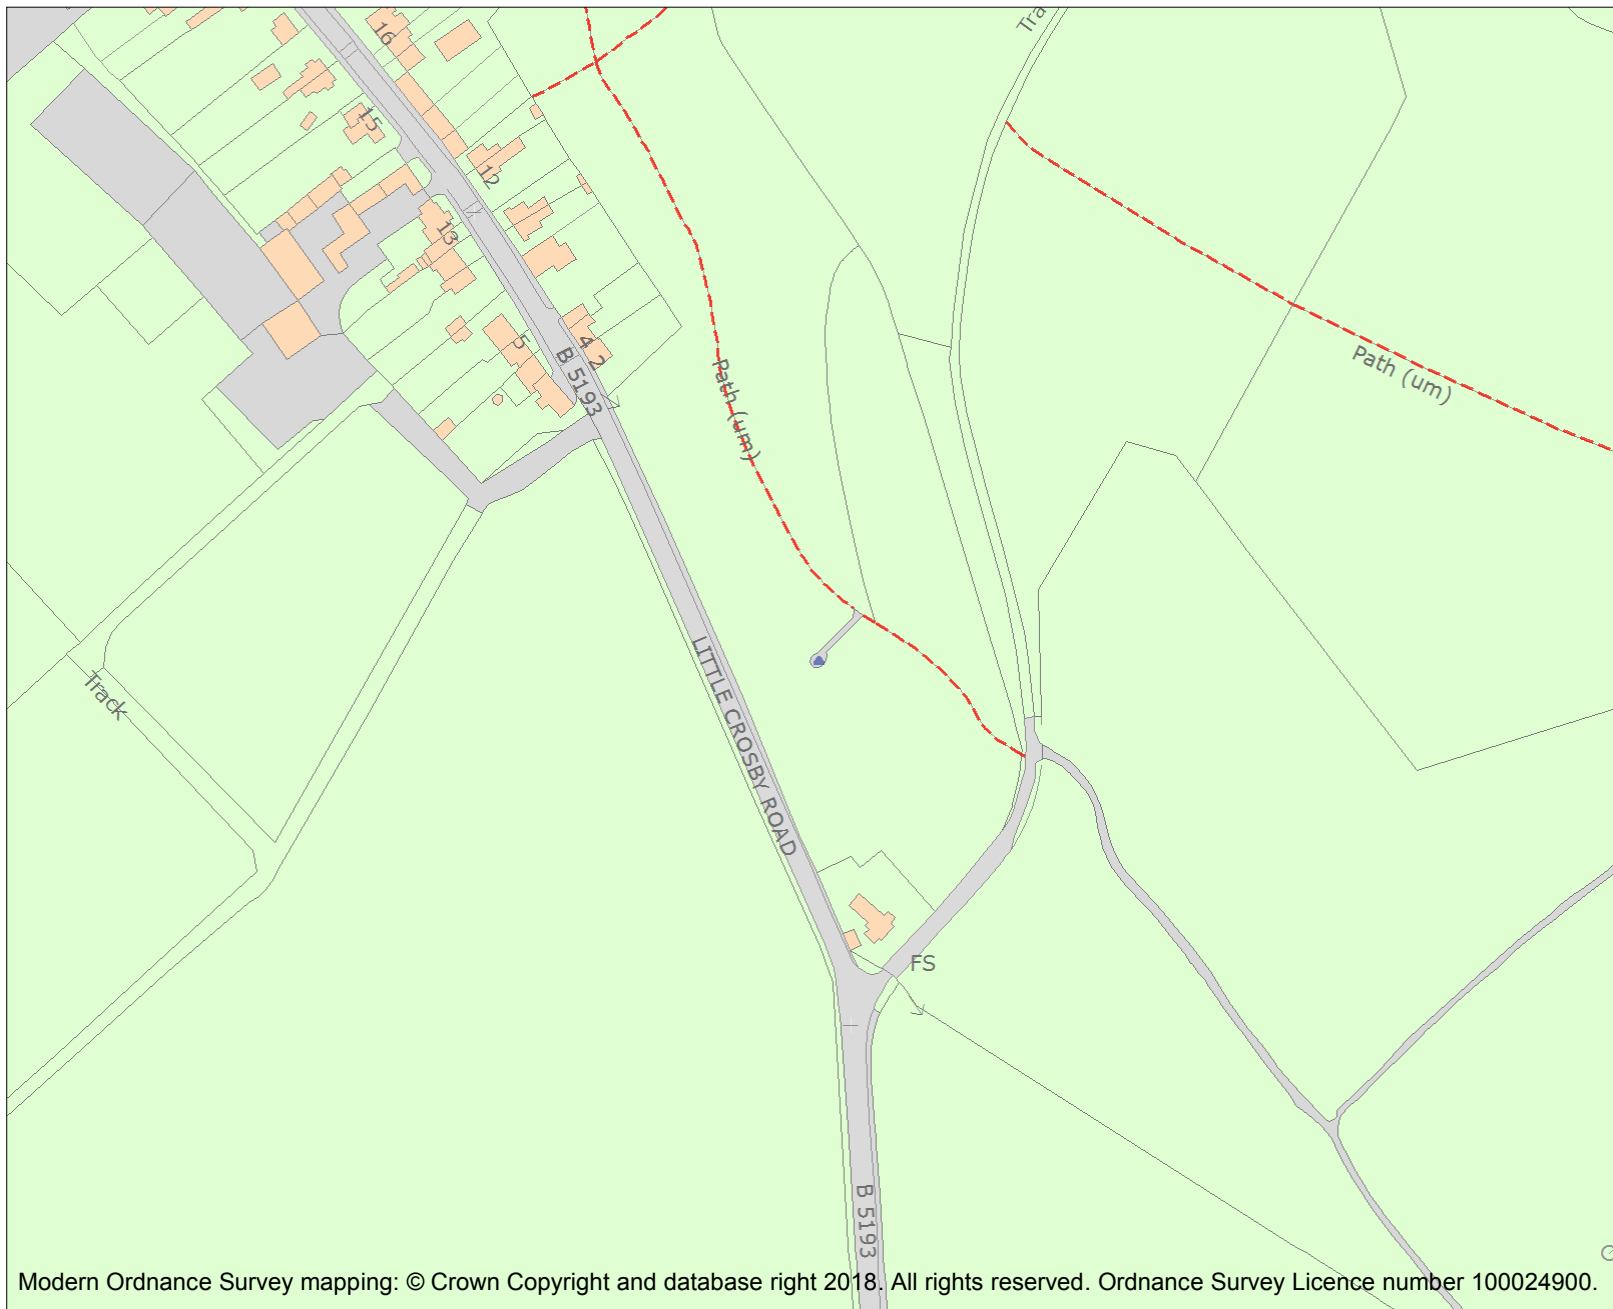 16
Tra
15
12
13
5
4 2
B 5193
Path (um)
Path (um)
LITTLE CROSBY ROAD
Track
FS
B 5193
Modern Ordnance Survey mapping: © Crown Copyright and database right 2018. All rights reserved. Ordnance Survey Licence number 100024900.